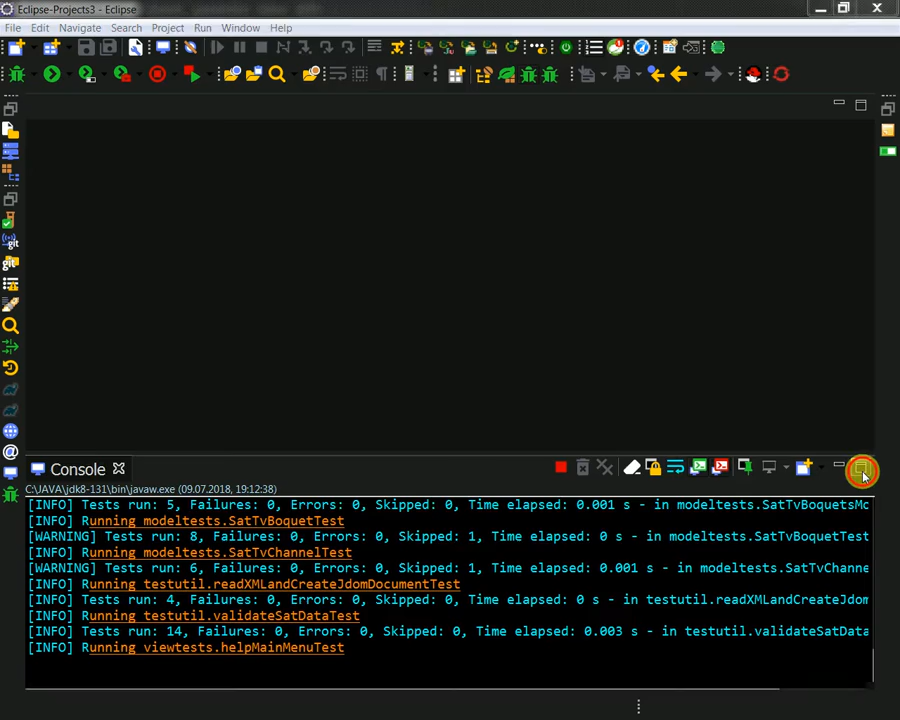 Eclipse-Projects3 - Eclipse
File Edit Navigate Search Project Run Window Help
Console
C:\JAVA\jdk8-131\bin\javaw.exe (09.07.2018, 19:12:38)
[INFO] Tests run: 5, Failures: 0, Errors: 0, Skipped: 0, Time elapsed: 0.001 s - in modeltests.SatTvBoquetsMo
[INFO] Running modeltests.SatTvBoquetTest
[WARNING] Tests run: 8, Failures: 0, Errors: 0, Skipped: 1, Time elapsed: 0 s - in modeltests.SatTvBoquetTest
[INFO] Running modeltests.SatTvChannelTest
[WARNING] Tests run: 6, Failures: 0, Errors: 0, Skipped: 1, Time elapsed: 0.001 s - in modeltests.SatTvChanne
[INFO] Running testutil.readXMLandCreateJdomDocumentTest
[INFO] Tests run: 4, Failures: 0, Errors: 0, Skipped: 0, Time elapsed: 0 s - in testutil.readXMLandCreateJdom
[INFO] Running testutil.validateSatDataTest
[INFO] Tests run: 14, Failures: 0, Errors: 0, Skipped: 0, Time elapsed: 0.003 s - in testutil.validateSatData
[INFO] Running viewtests.helpMainMenuTest